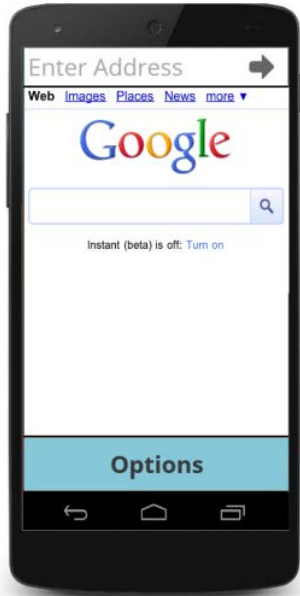 Enter Address
Web Images Places News more ▼
Google
Instant (beta) is off: Turn on
Options